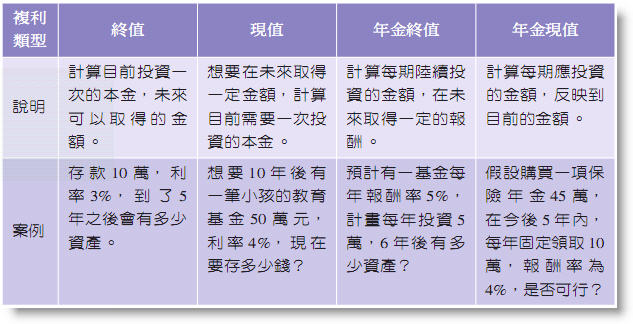 複利類型
終值
現值
年金終值
年金現值
說明
計算目前投資一
次的本金，未來
可以取得的金
額。
想要在未來取得
一定金額，計算
目前需要一次投
資的本金。
計算每期陸續投
資的金額，在未
來取得一定的報
酬。
計算每期應投資
的金額，反映到
目前的金額。
案例
存款10萬，利
率3%，到了5
年之後會有多少
資產。
想要10年後有
一筆小孩的教育
基金50萬元，
利率4%，現在
要存多少錢？
預計有一基金每
年報酬率5%，
計畫每年投資5
萬，6年後有多
少資產？
假設購買一項保
險年金45萬，
在今後5年內，
每年固定領取10
萬，報酬率為
4%，是否可行？